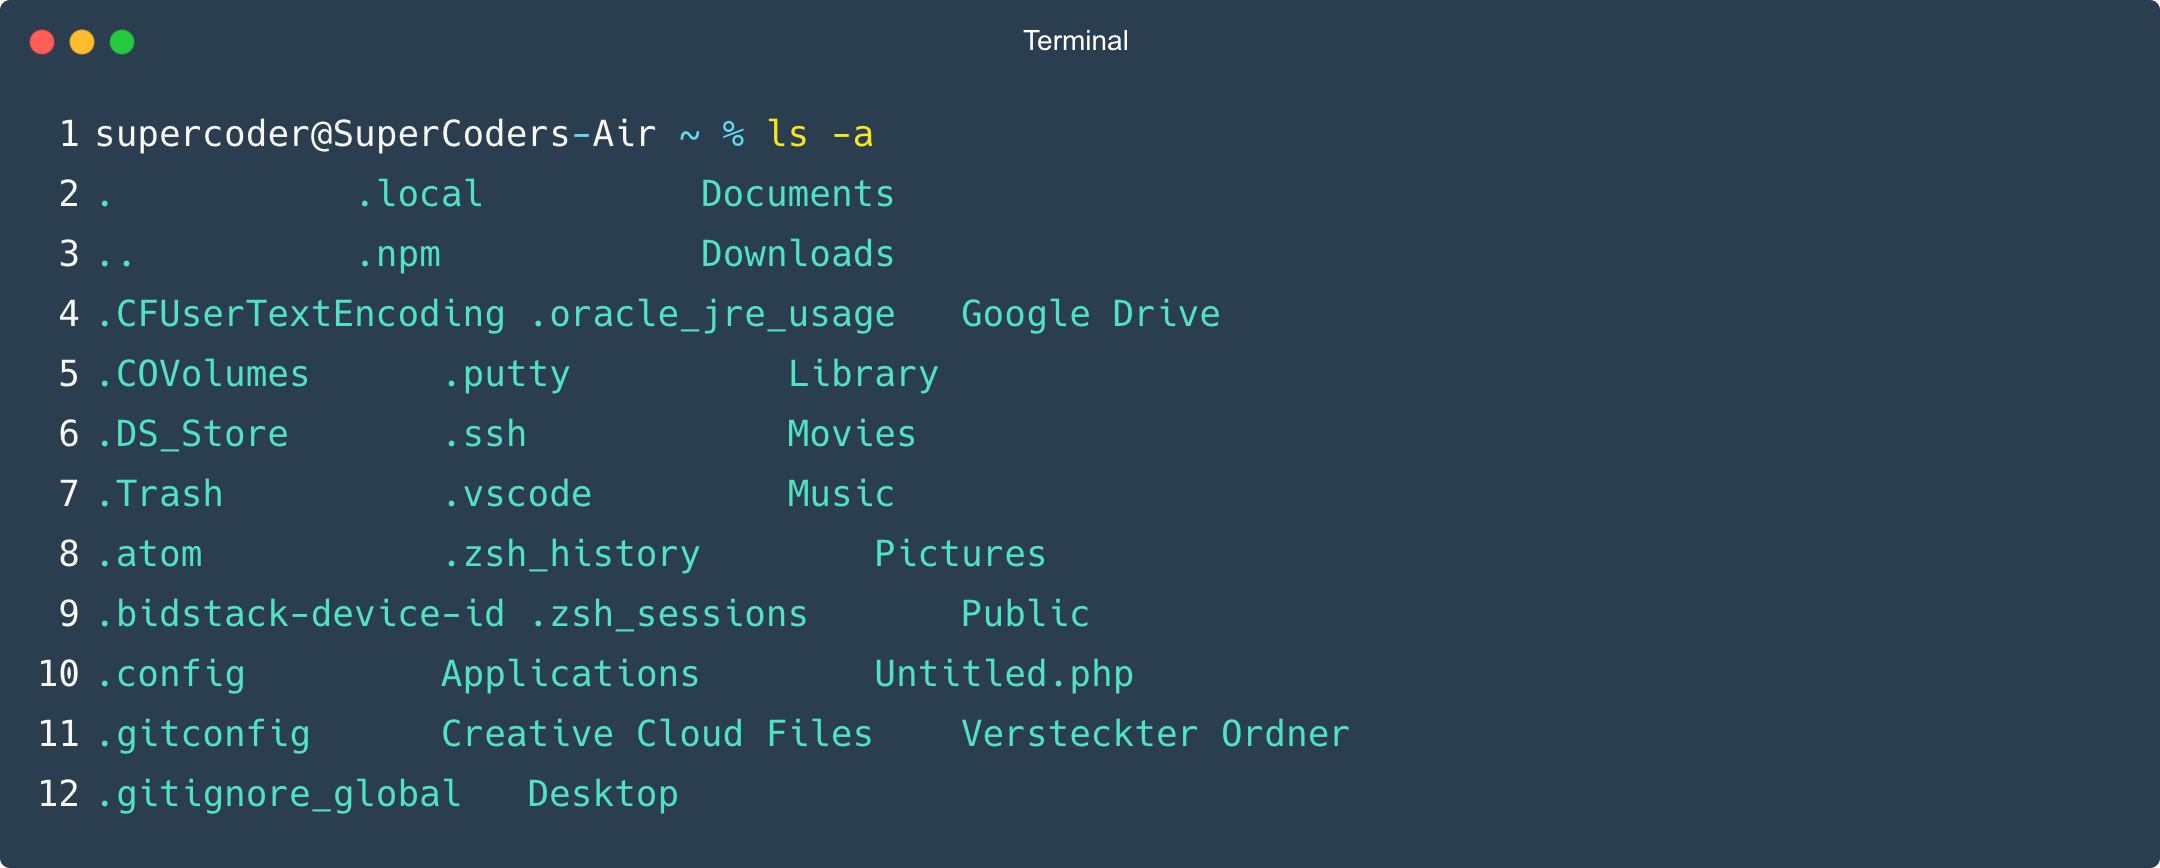 Terminal
1 supercoder@SuperCoders-Air ~ % ls -a
2 . .local Documents
3 .. .npm Downloads
4 .CFUserTextEncoding .oracle_jre_usage Google Drive
5 .COVolumes .putty Library
6 .DS_Store .ssh Movies
7 .Trash .vscode Music
8 .atom .zsh_history Pictures
9 .bidstack-device-id .zsh_sessions Public
10 .config Applications Untitled.php
11 .gitconfig Creative Cloud Files Versteckter Ordner
12 .gitignore_global Desktop